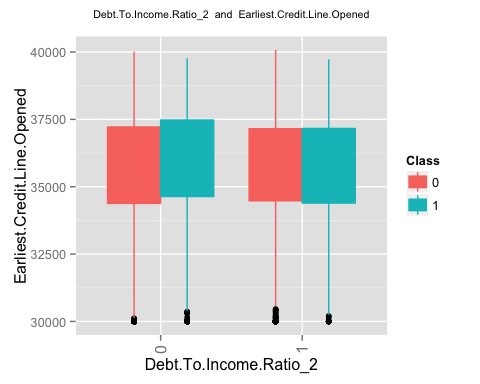 Debt.To.Income.Ratio_2 and Earliest.Credit.Line.Opened
40000
37500
35000
32500
30000
Earliest.Credit.Line.Opened
0
1
Debt.To.Income.Ratio_2
Class
0
1